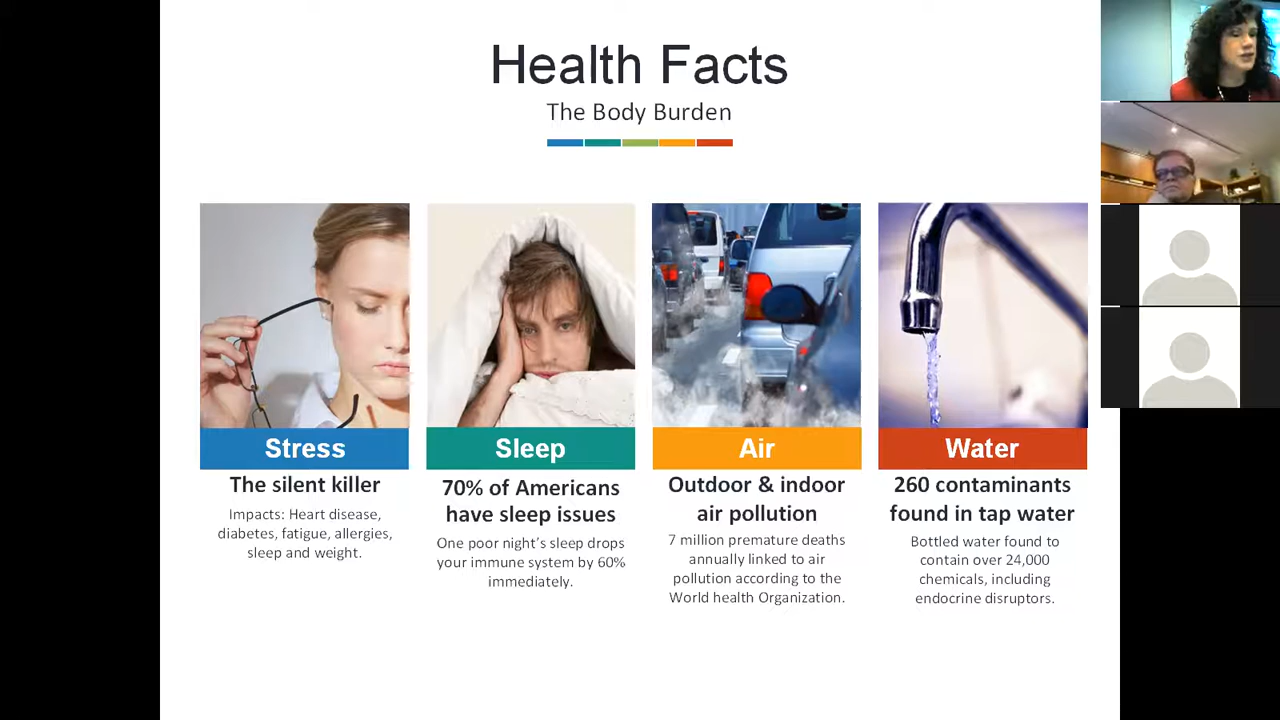 Health Facts
The Body Burden
Stress
The silent killer
Impacts: Heart disease,
diabetes, fatigue, allergies,
sleep and weight.
Sleep
70% of Americans
have sleep issues
One poor night's sleep drops
your immune system by 60%
immediately.
Air
Outdoor & indoor
air pollution
7 million premature deaths
annually linked to air
pollution according to the
World health Organization.
Water
260 contaminants
found in tap water
Bottled water found to
contain over 24,000
chemicals, including
endocrine disruptors.